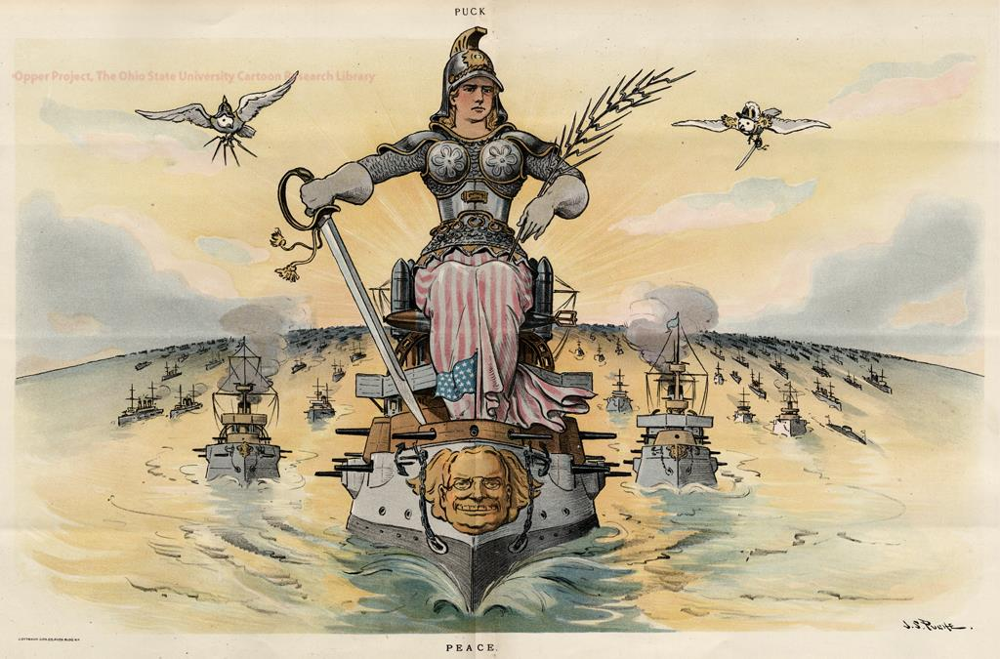 PUCK
Opper Project, The Ohio State University Cartoon Research Library
J. S. Pughe
PEACE.